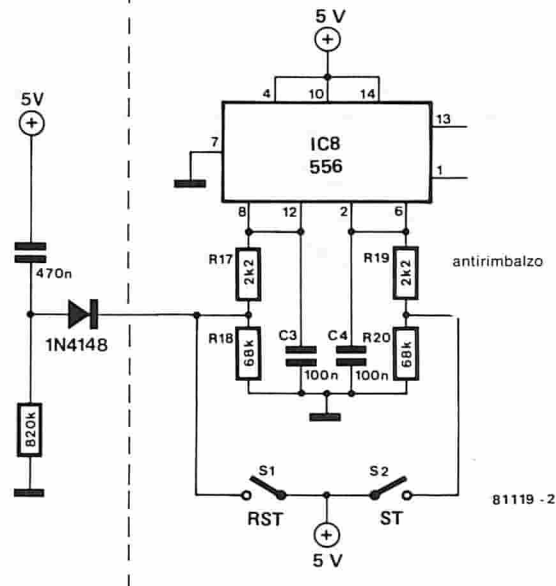 5 V
4 10 14
5V
13
7
IC8
556
1
8 12 2 6
R17
2k2
R19
2k2
antirimbalzo
470n
1N4148
R18
68k
C3
100n
C4
100n
R20
68k
820k
S1
S2
RST
ST
81119 - 2
5 V